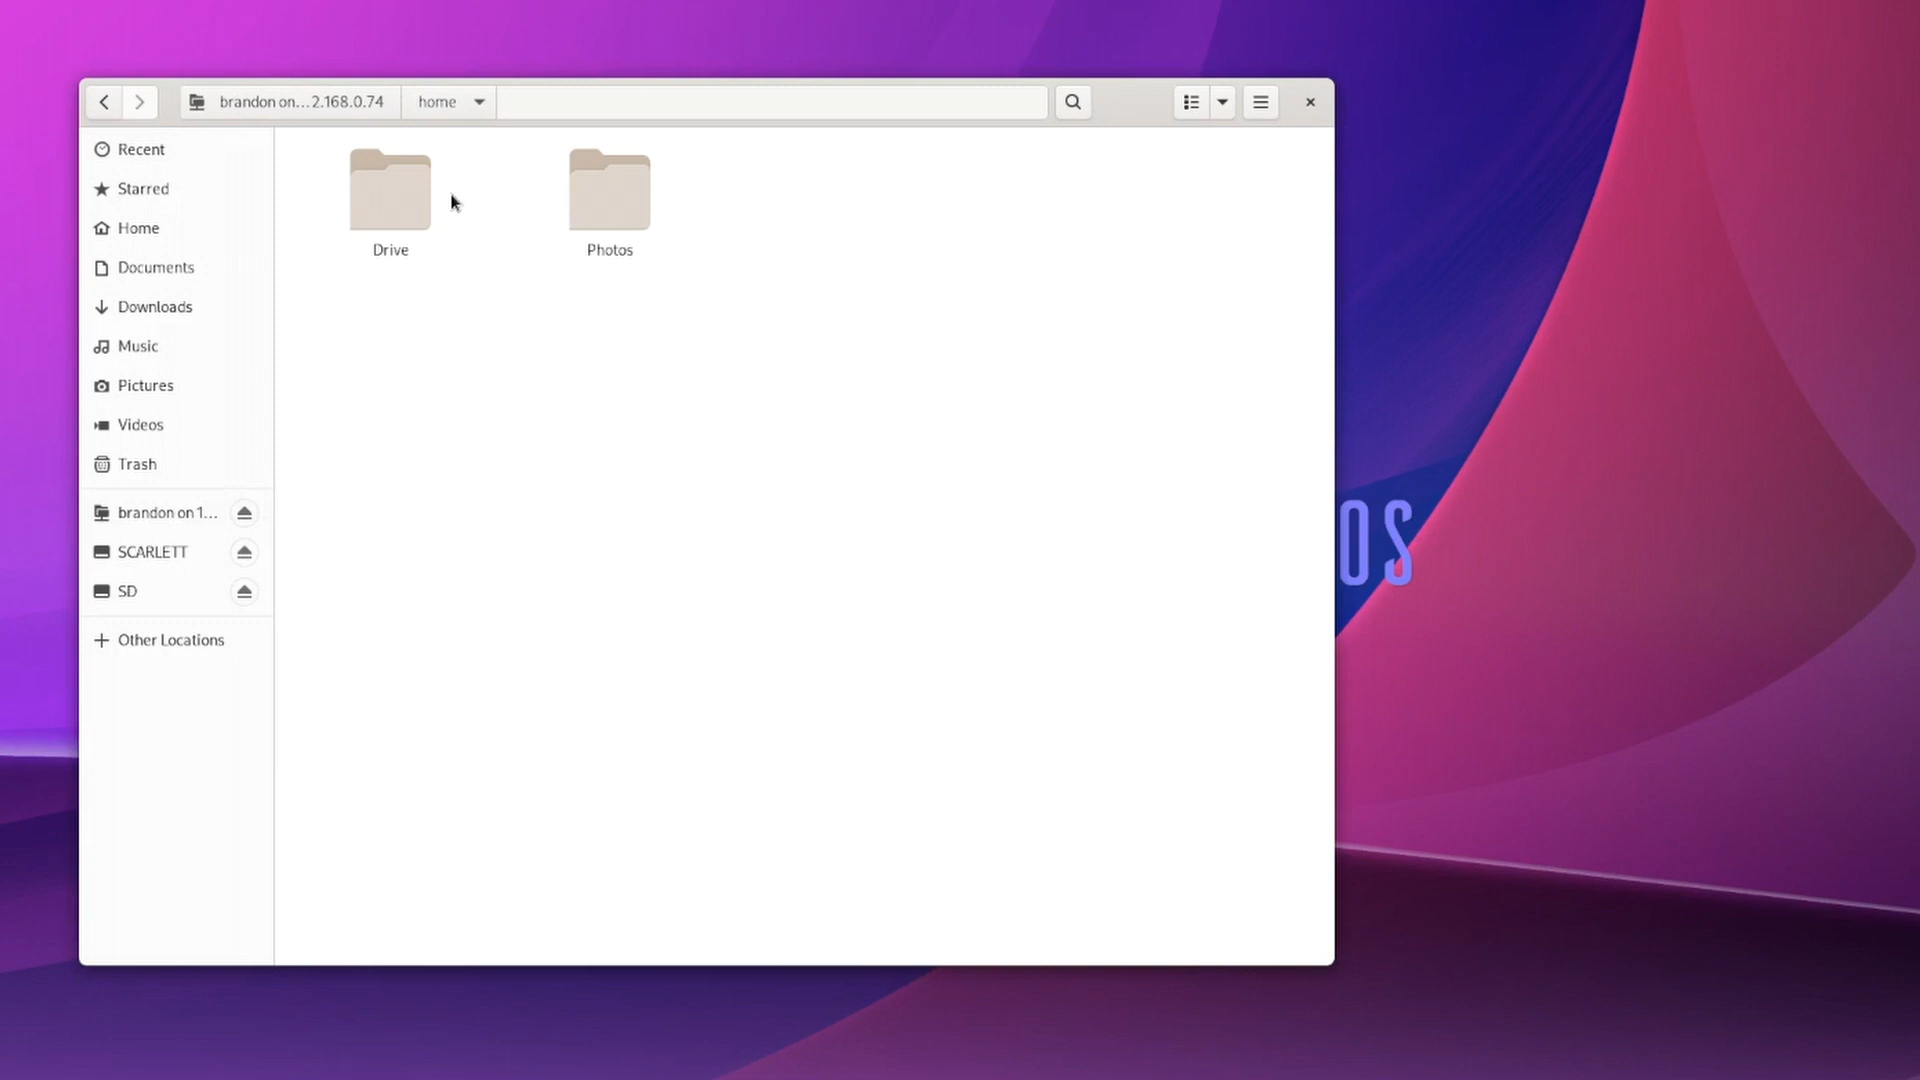 brandon on...2.168.0.74
home
Recent
Starred
Home
Documents
Downloads
Music
Pictures
Videos
Trash
brandon on 1...
SCARLETT
SD
Other Locations
Drive
Photos
OS